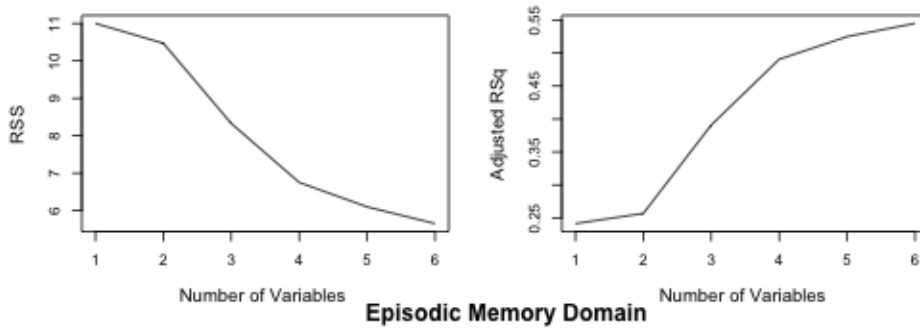 RSS
11
10
9
8
7
6
1 2 3 4 5 6
Number of Variables
Adjusted RSq
0.55
0.45
0.35
0.25
1 2 3 4 5 6
Number of Variables
Episodic Memory Domain